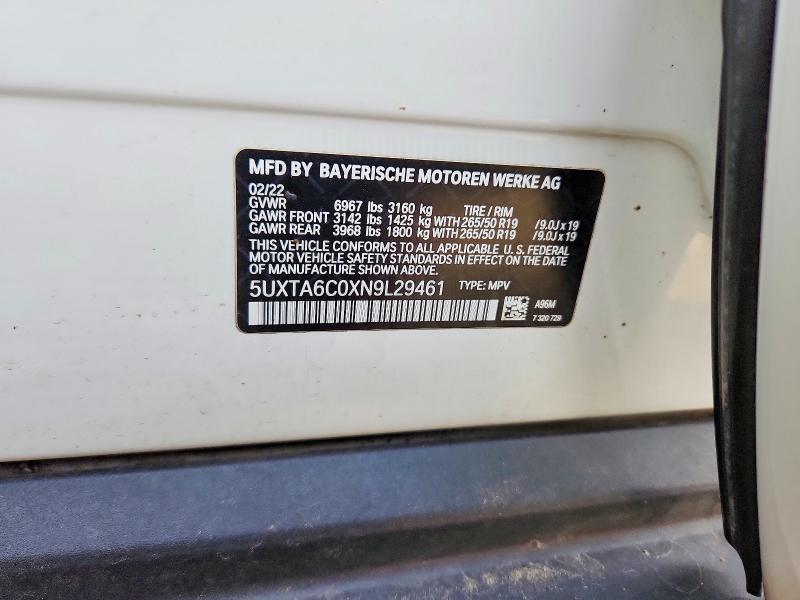 MFD BY BAYERISCHE MOTOREN WERKE AG
02/22
GVWR 6967 lbs 3160 kg TIRE / RIM
GAWR FRONT 3142 lbs 1425 kg WITH 265/50 R19 /9.0J x 19
GAWR REAR 3968 lbs 1800 kg WITH 265/50 R19 /9.0J x 19
THIS VEHICLE CONFORMS TO ALL APPLICABLE U.S. FEDERAL
MOTOR VEHICLE SAFETY STANDARDS IN EFFECT ON THE DATE
OF MANUFACTURE SHOWN ABOVE.
5UXTA6C0XN9L29461 TYPE: MPV
A96M
7 320 729